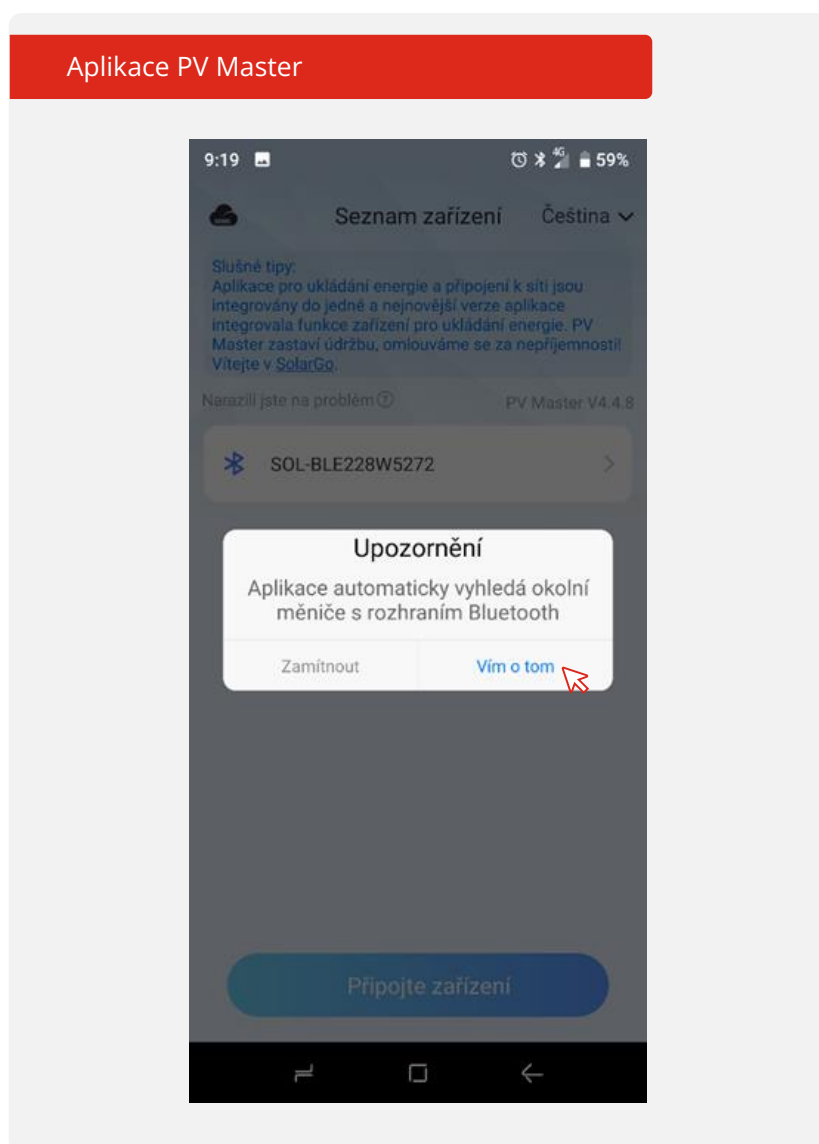 Aplikace PV Master
9:19
4G
59%
Seznam zařízení
Čeština
Slušné tipy:
Aplikace pro ukládání energie a připojení k síti jsou
integrovány do jedné a nejnovější verze aplikace
integrovala funkce zařízení pro ukládání energie. PV
Master zastaví údržbu, omlouváme se za nepříjemnosti!
Vítejte v SolarGo.
Narazili jste na problém?
PV Master V4.4.8
SOL-BLE228W5272
Upozornění
Aplikace automaticky vyhledá okolní
měniče s rozhraním Bluetooth
Zamítnout
Vím o tom
Připojte zařízení